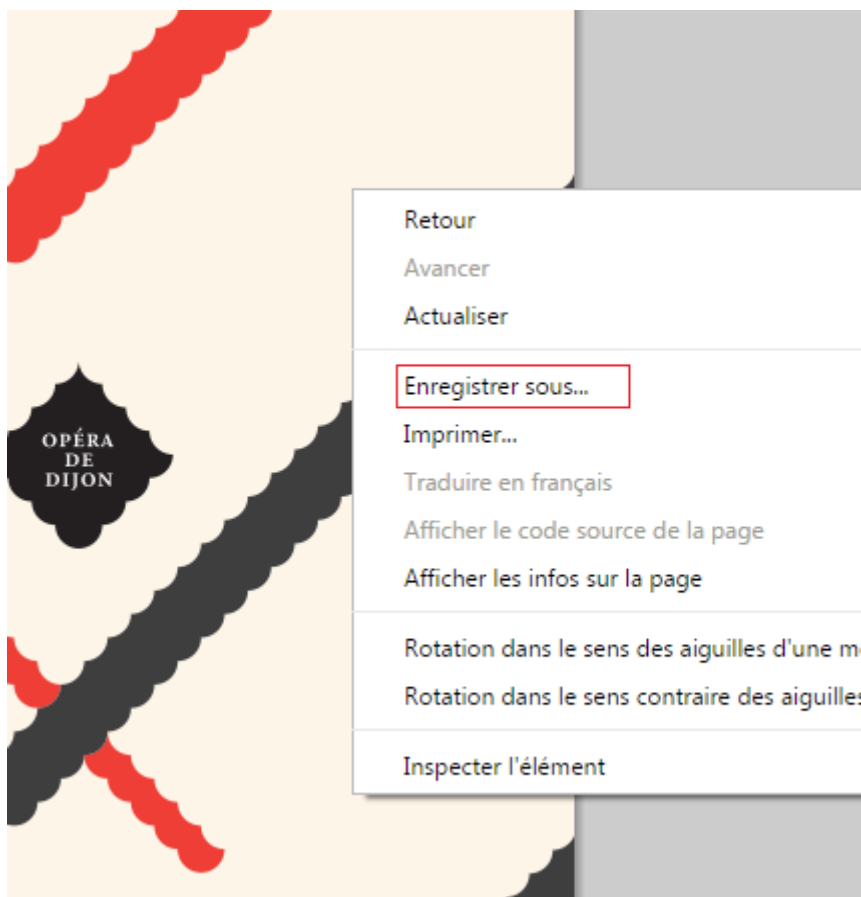 OPÉRA
DE
DIJON
Retour
Avancer
Actualiser
Enregistrer sous...
Imprimer...
Traduire en français
Afficher le code source de la page
Afficher les infos sur la page
Rotation dans le sens des aiguilles d'une m
Rotation dans le sens contraire des aiguilles
Inspecter l'élément